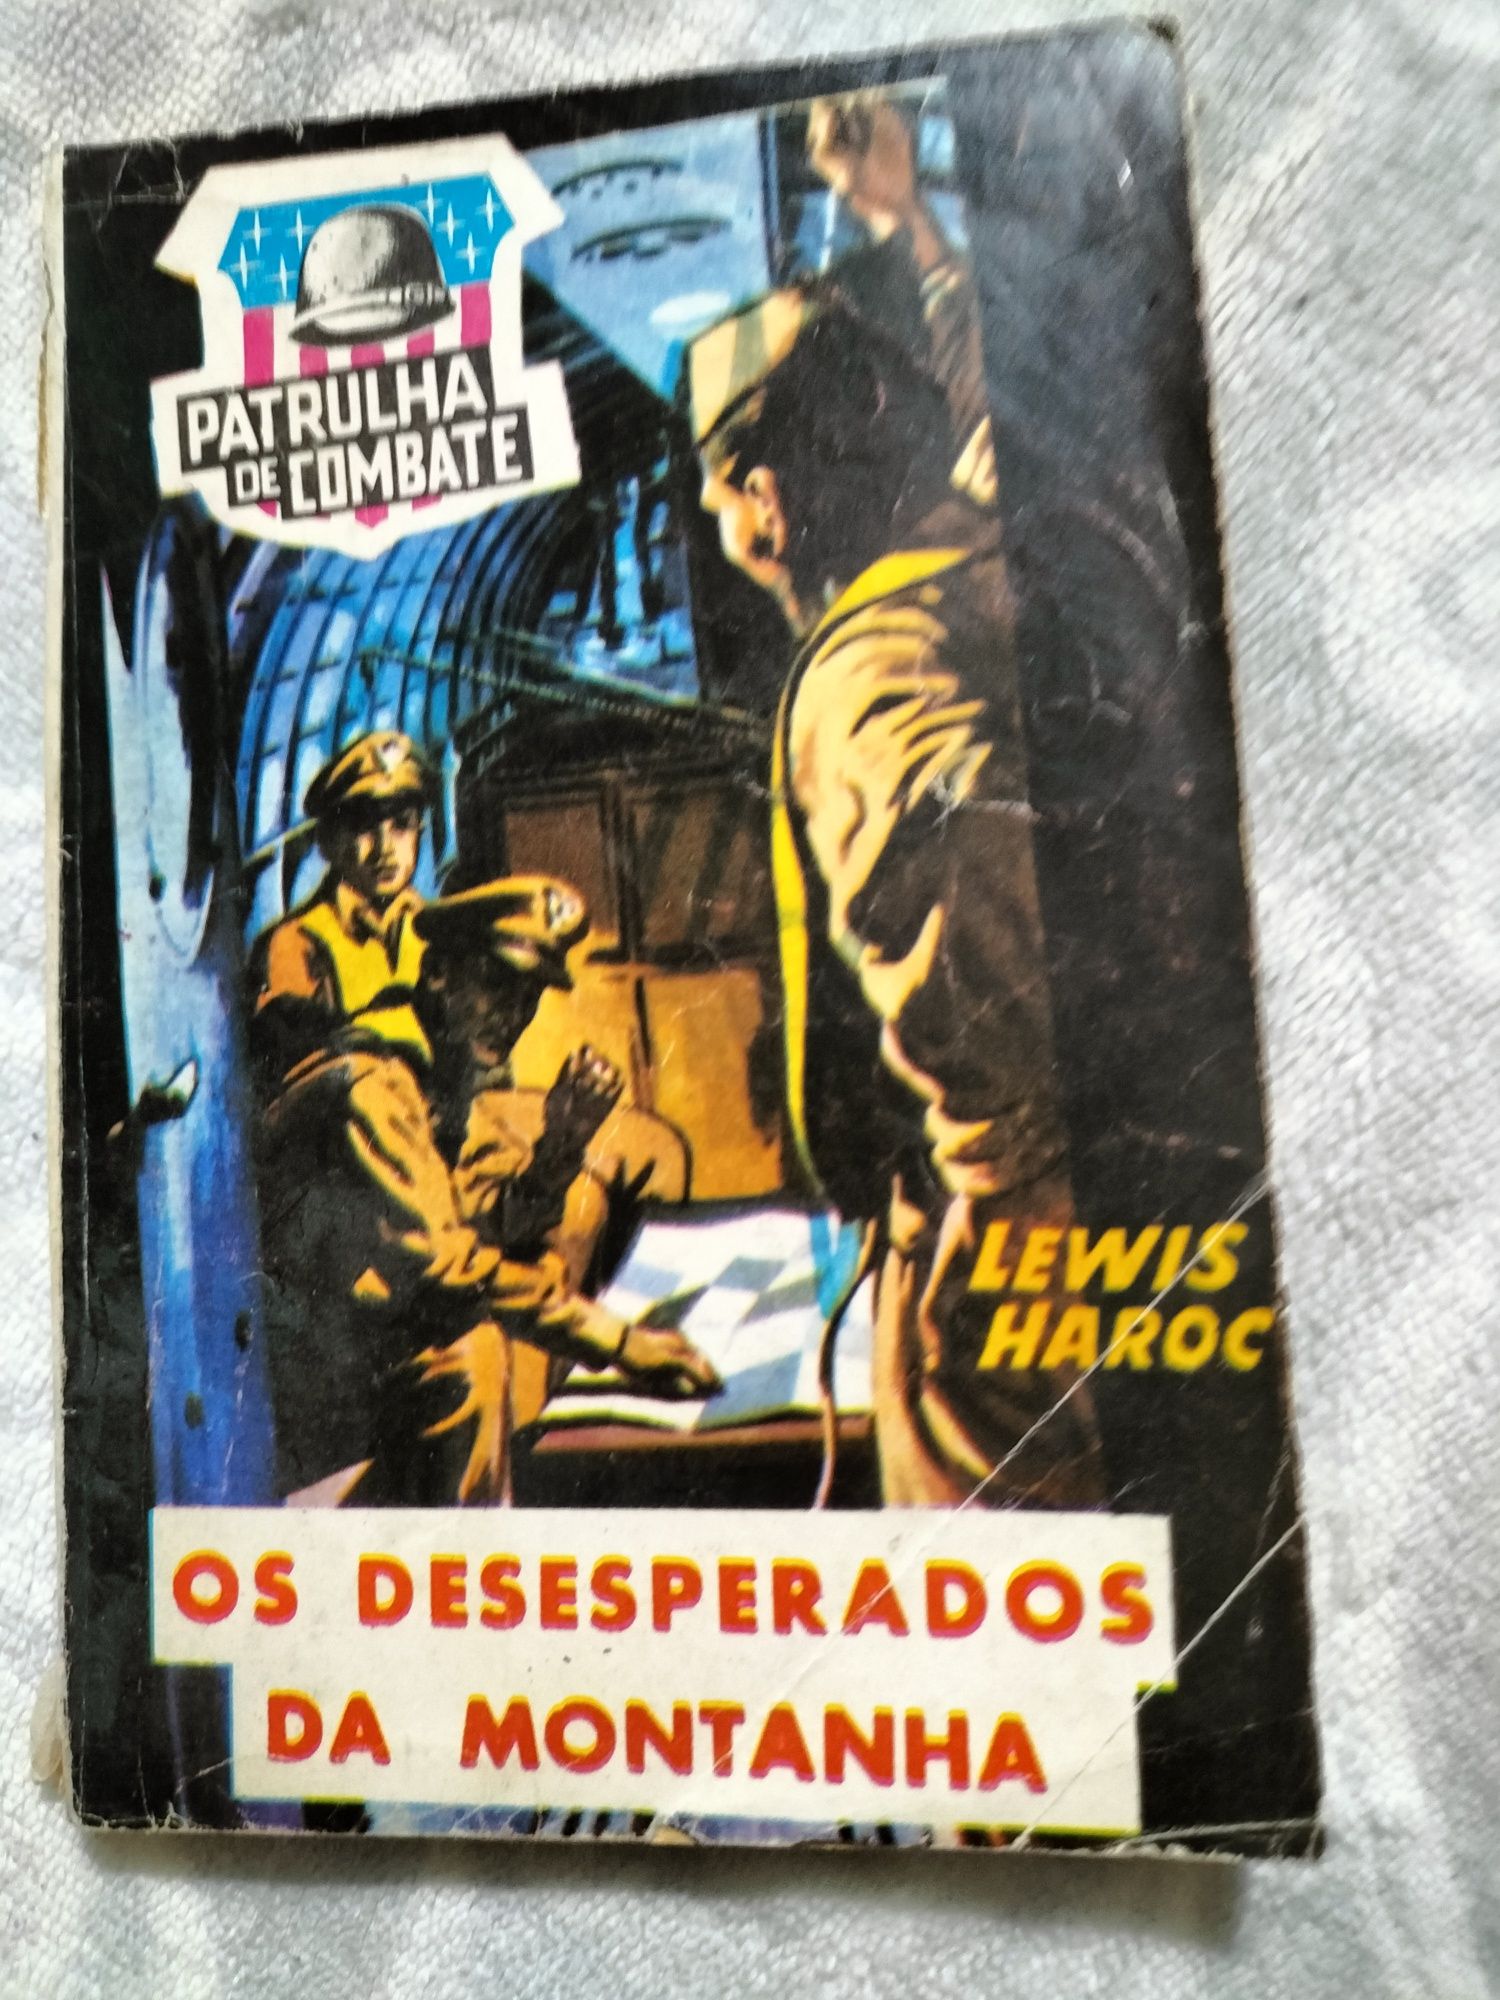 PATRULHA
DE COMBATE
LEWIS
HAROC
OS DESESPERADOS
DA MONTANHA